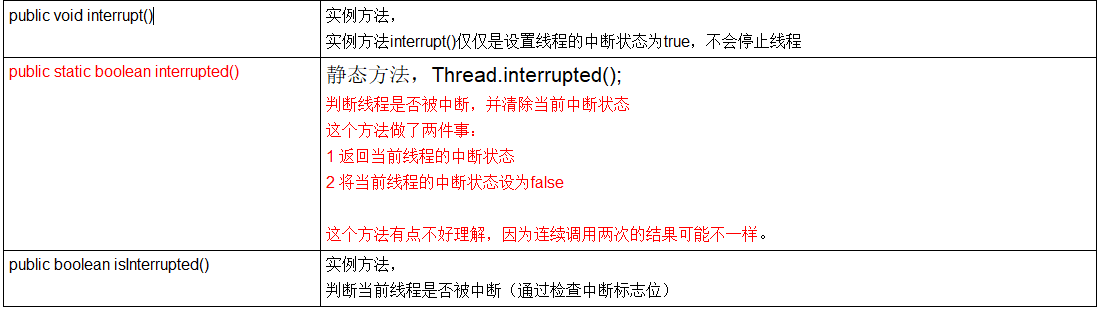 public void interrupt()
实例方法，
实例方法interrupt()仅仅是设置线程的中断状态为true，不会停止线程
public static boolean interrupted()
静态方法，Thread.interrupted();
判断线程是否被中断，并清除当前中断状态
这个方法做了两件事：
1 返回当前线程的中断状态
2 将当前线程的中断状态设为false
这个方法有点不好理解，因为连续调用两次的结果可能不一样。
public boolean isInterrupted()
实例方法，
判断当前线程是否被中断（通过检查中断标志位）